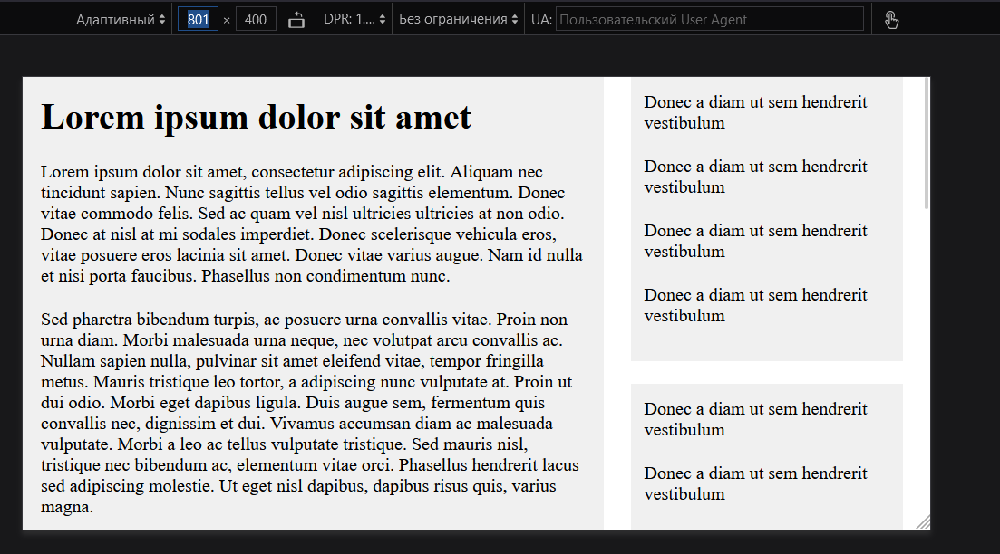 Адаптивный 801 × 400 DPR: 1.... Без ограничения UA: Пользовательский User Agent
Lorem ipsum dolor sit amet
Lorem ipsum dolor sit amet, consectetur adipiscing elit. Aliquam nec
tincidunt sapien. Nunc sagittis tellus vel odio sagittis elementum. Donec
vitae commodo felis. Sed ac quam vel nisl ultricies ultricies at non odio.
Donec at nisl at mi sodales imperdiet. Donec scelerisque vehicula eros,
vitae posuere eros lacinia sit amet. Donec vitae varius augue. Nam id nulla
et nisi porta faucibus. Phasellus non condimentum nunc.
Sed pharetra bibendum turpis, ac posuere urna convallis vitae. Proin non
urna diam. Morbi malesuada urna neque, nec volutpat arcu convallis ac.
Nullam sapien nulla, pulvinar sit amet eleifend vitae, tempor fringilla
metus. Mauris tristique leo tortor, a adipiscing nunc vulputate at. Proin ut
dui odio. Morbi eget dapibus ligula. Duis augue sem, fermentum quis
convallis nec, dignissim et dui. Vivamus accumsan diam ac malesuada
vulputate. Morbi a leo ac tellus vulputate tristique. Sed mauris nisl,
tristique nec bibendum ac, elementum vitae orci. Phasellus hendrerit lacus
sed adipiscing molestie. Ut eget nisl dapibus, dapibus risus quis, varius
magna.
Donec a diam ut sem hendrerit
vestibulum
Donec a diam ut sem hendrerit
vestibulum
Donec a diam ut sem hendrerit
vestibulum
Donec a diam ut sem hendrerit
vestibulum
Donec a diam ut sem hendrerit
vestibulum
Donec a diam ut sem hendrerit
vestibulum